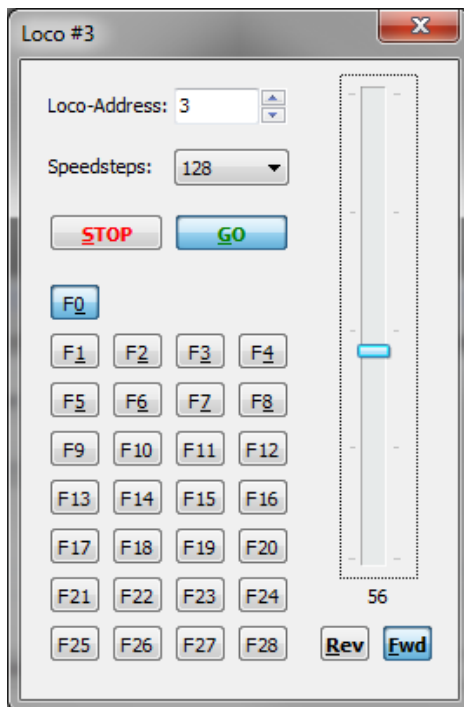 Loco #3
Loco-Address: 3
Speedsteps: 128
STOP GO
F0
F1 F2 F3 F4
F5 F6 F7 F8
F9 F10 F11 F12
F13 F14 F15 F16
F17 F18 F19 F20
F21 F22 F23 F24
56
F25 F26 F27 F28 Rev Fwd